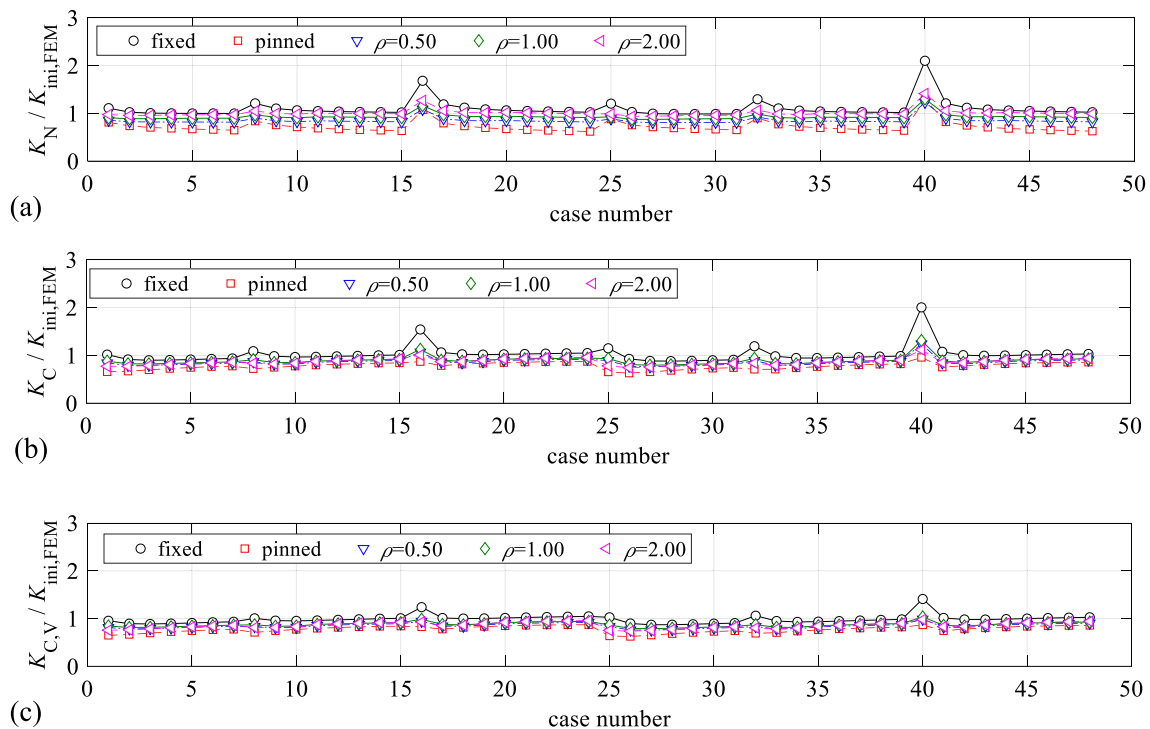 3
2
1
0
K_N / K_ini,FEM
fixed pinned ρ=0.50 ρ=1.00 ρ=2.00
0 5 10 15 20 25 30 35 40 45 50
case number
(a)
3
2
1
0
K_C / K_ini,FEM
fixed pinned ρ=0.50 ρ=1.00 ρ=2.00
0 5 10 15 20 25 30 35 40 45 50
case number
(b)
3
2
1
0
K_C,V / K_ini,FEM
fixed pinned ρ=0.50 ρ=1.00 ρ=2.00
0 5 10 15 20 25 30 35 40 45 50
case number
(c)